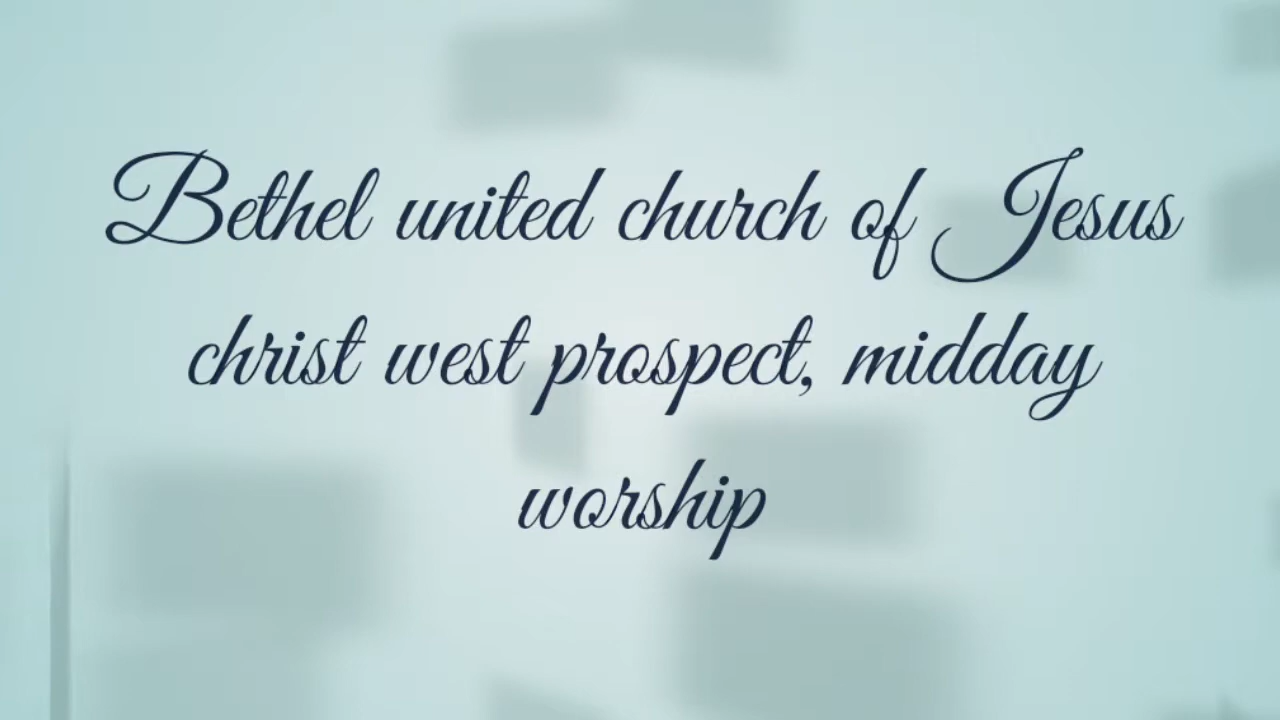 Bethel united church of Jesus
christ west prospect, midday
worship